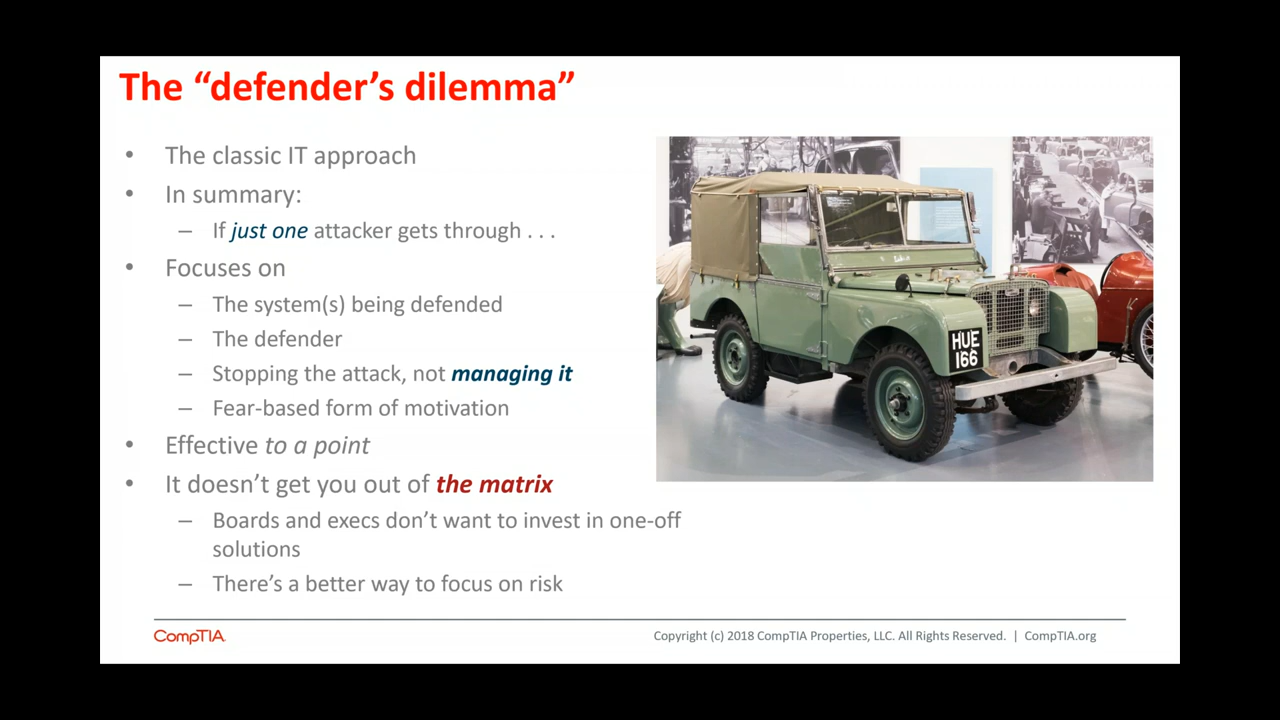 The “defender’s dilemma”
• The classic IT approach
• In summary:
– If just one attacker gets through . . .
• Focuses on
– The system(s) being defended
– The defender
– Stopping the attack, not managing it
– Fear-based form of motivation
• Effective to a point
• It doesn’t get you out of the matrix
– Boards and execs don’t want to invest in one-off
solutions
– There’s a better way to focus on risk
HUE
166
CompTIA
Copyright (c) 2018 CompTIA Properties, LLC. All Rights Reserved. | CompTIA.org